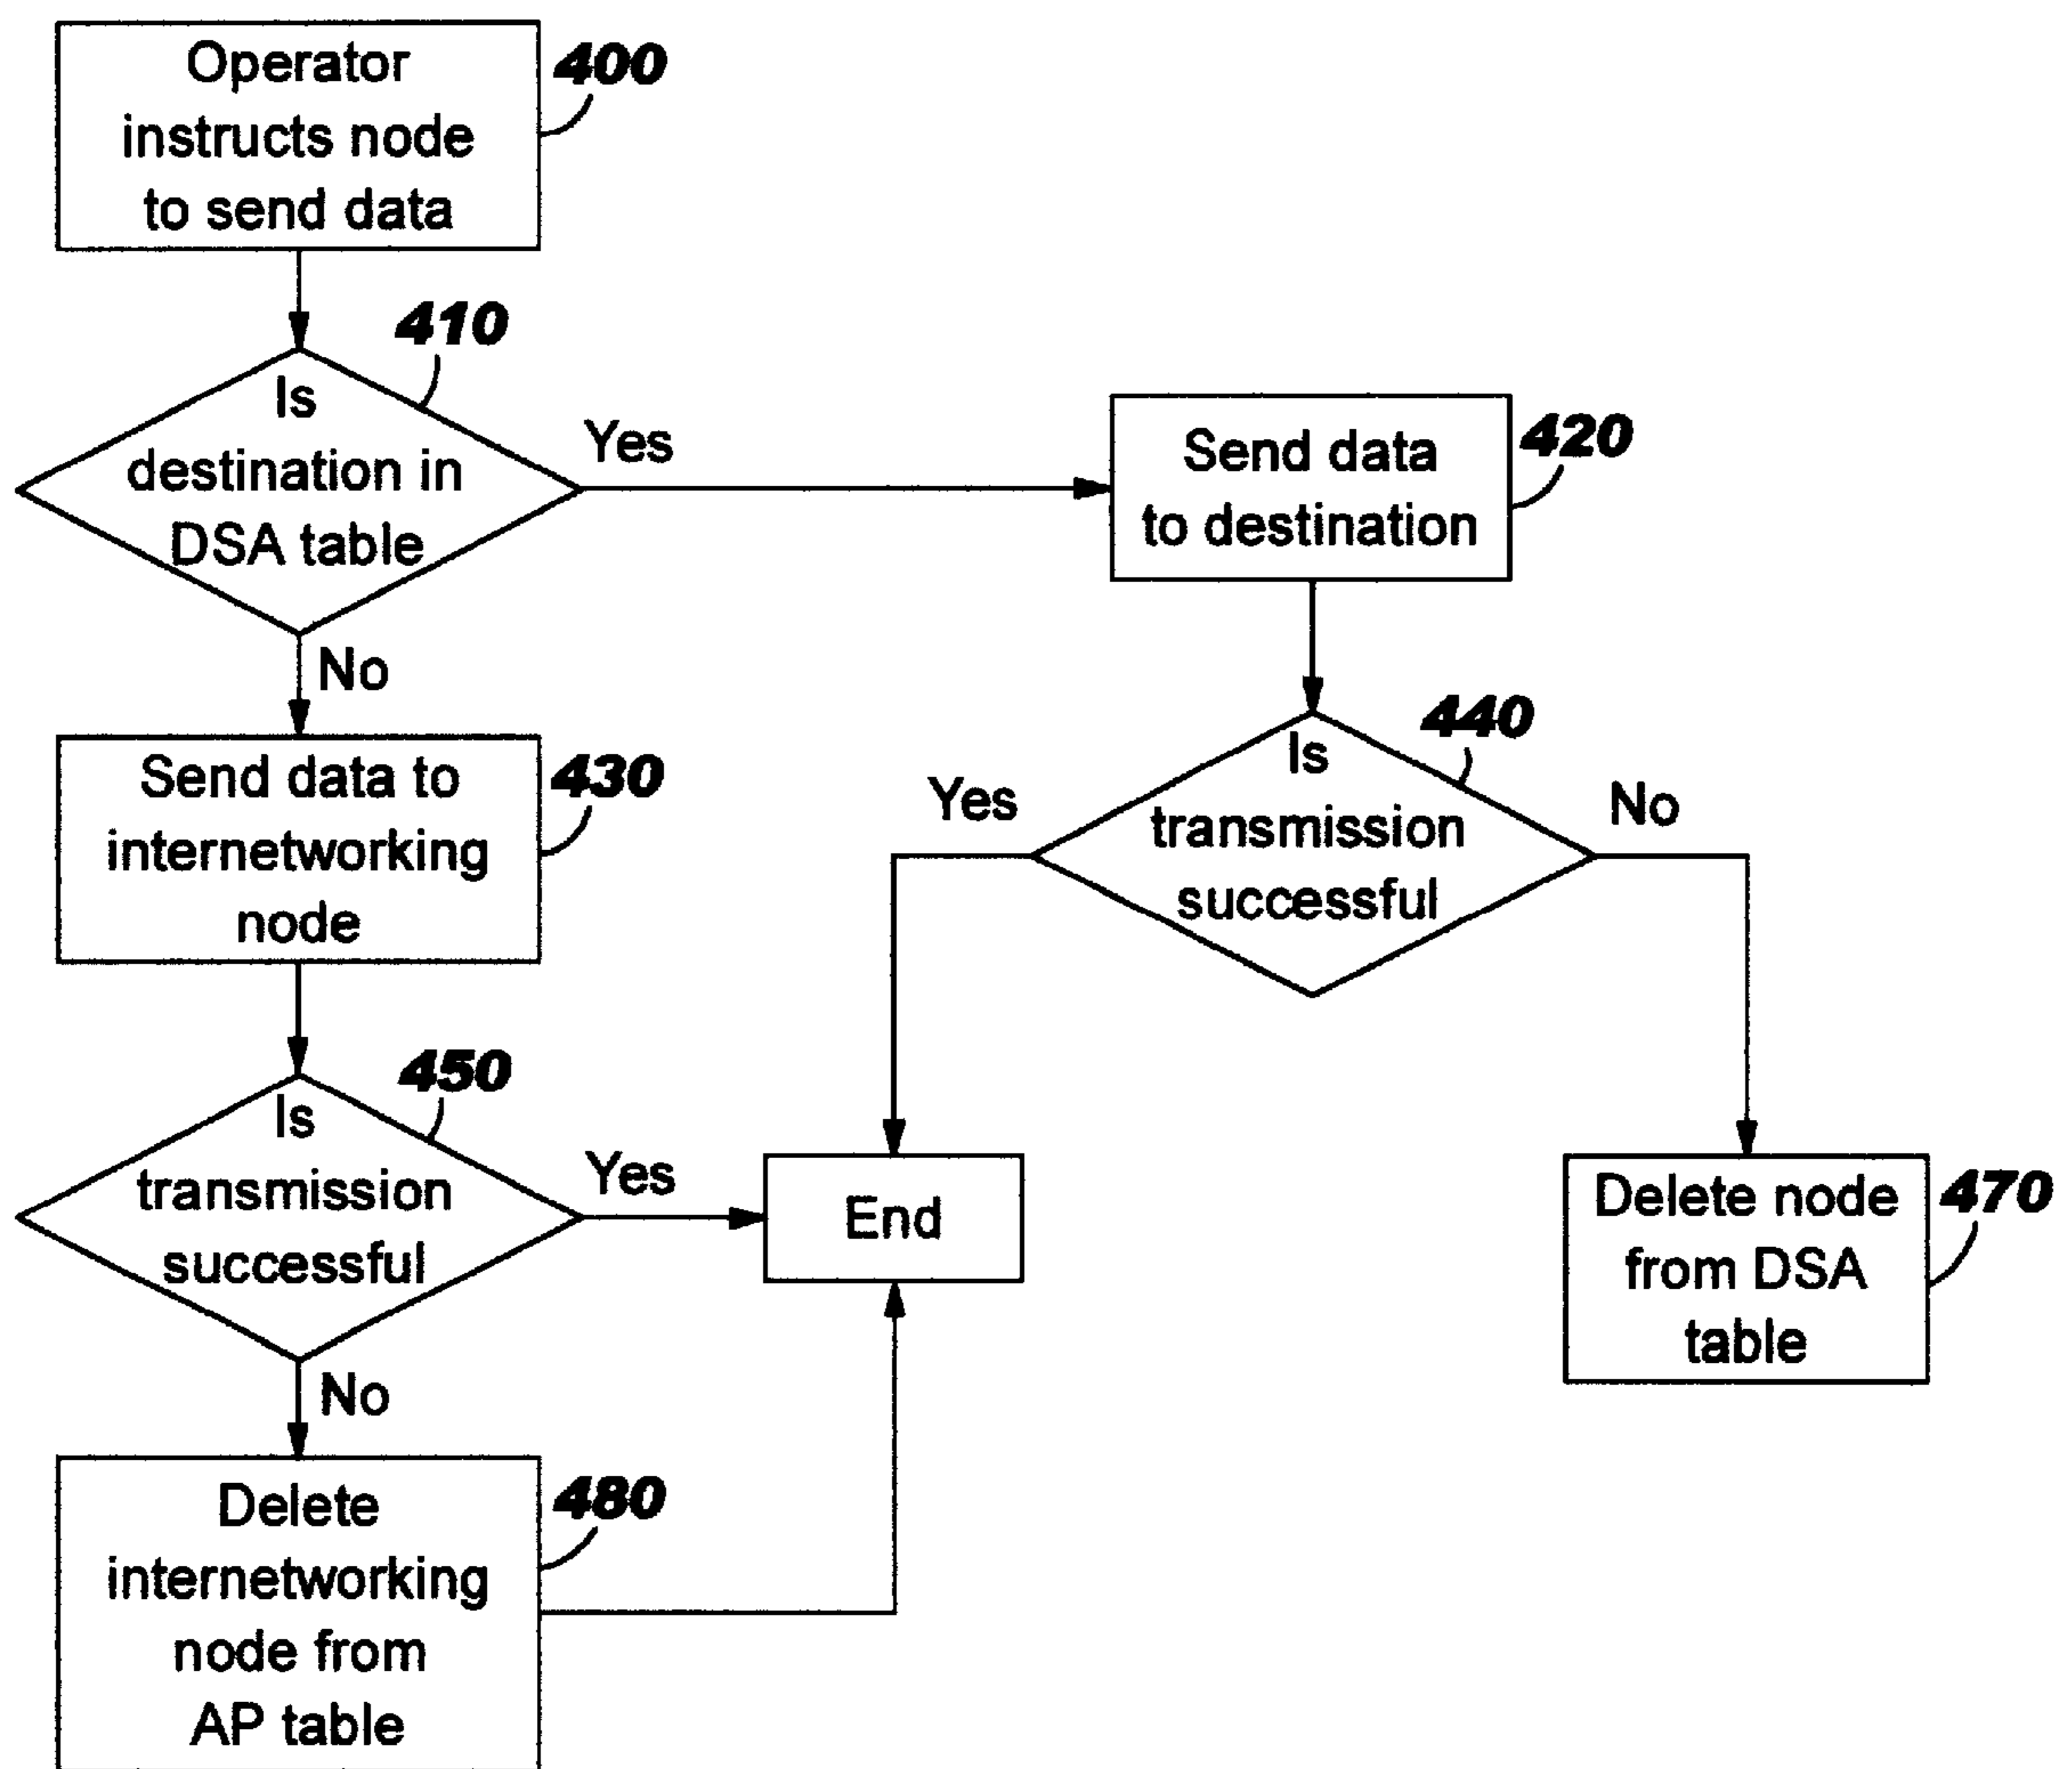 Operator
instructs node
to send data
400
410
Is
destination in
DSA table
Yes
No
Send data
to destination
420
Send data to
internetworking
node
430
440
Is
transmission
successful
Yes
No
450
Is
transmission
successful
Yes
No
End
Delete node
from DSA
table
470
Delete
internetworking
node from
AP table
480